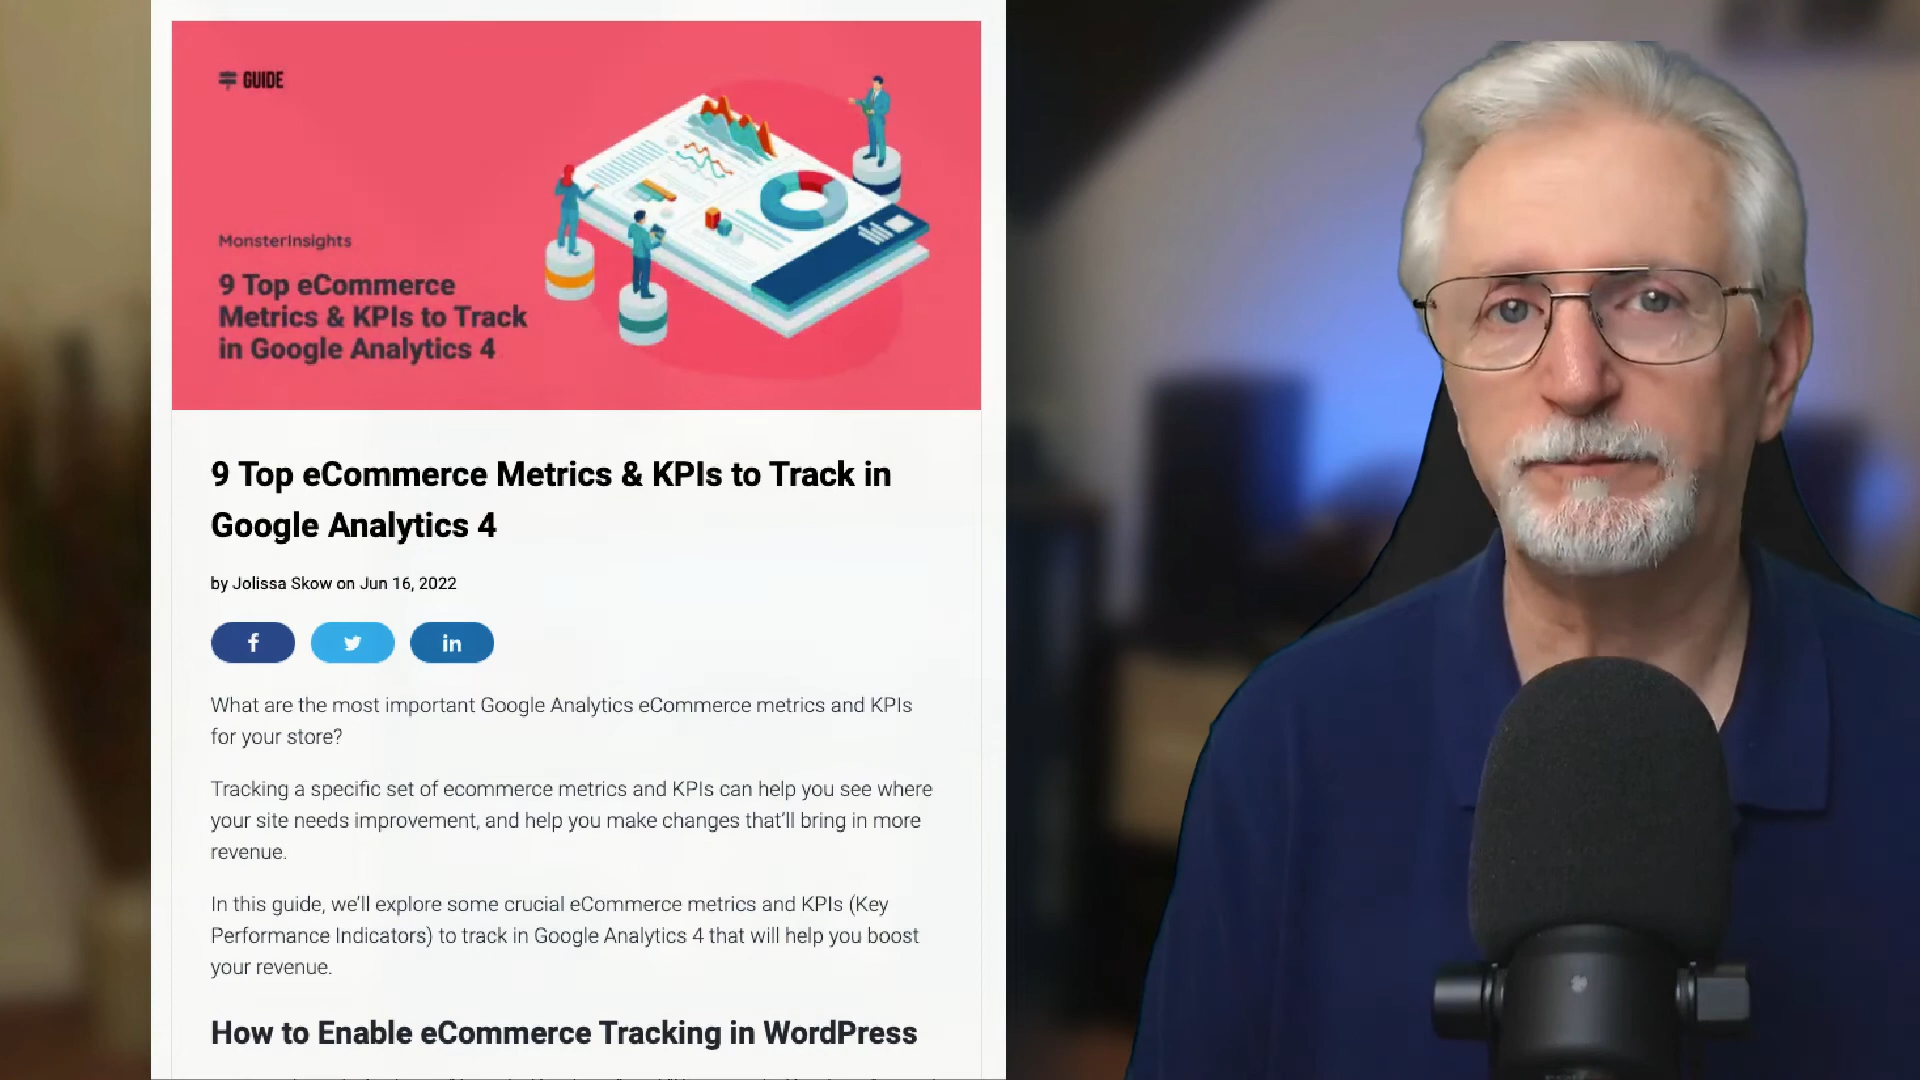 GUIDE
MonsterInsights
9 Top eCommerce
Metrics & KPIs to Track
in Google Analytics 4
9 Top eCommerce Metrics & KPIs to Track in
Google Analytics 4
by Jolissa Skow on Jun 16, 2022
What are the most important Google Analytics eCommerce metrics and KPIs
for your store?
Tracking a specific set of ecommerce metrics and KPIs can help you see where
your site needs improvement, and help you make changes that'll bring in more
revenue.
In this guide, we'll explore some crucial eCommerce metrics and KPIs (Key
Performance Indicators) to track in Google Analytics 4 that will help you boost
your revenue.
How to Enable eCommerce Tracking in WordPress